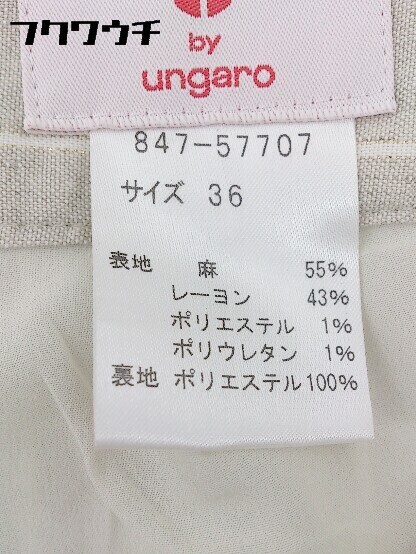 フクワウチ
by
ungaro
847-57707
サイズ 36
表地 麻 55%
レーヨン 43%
ポリエステル 1%
ポリウレタン 1%
裏地 ポリエステル100%